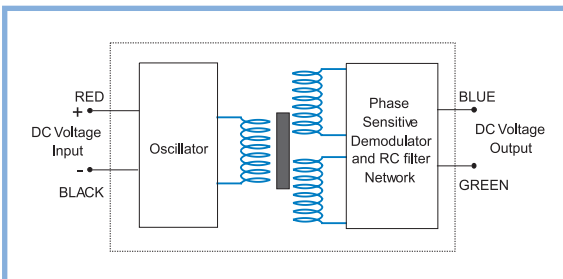 RED
+
DC Voltage
Input
-
BLACK
Oscillator
Phase
Sensitive
Demodulator
and RC filter
Network
BLUE
DC Voltage
Output
GREEN